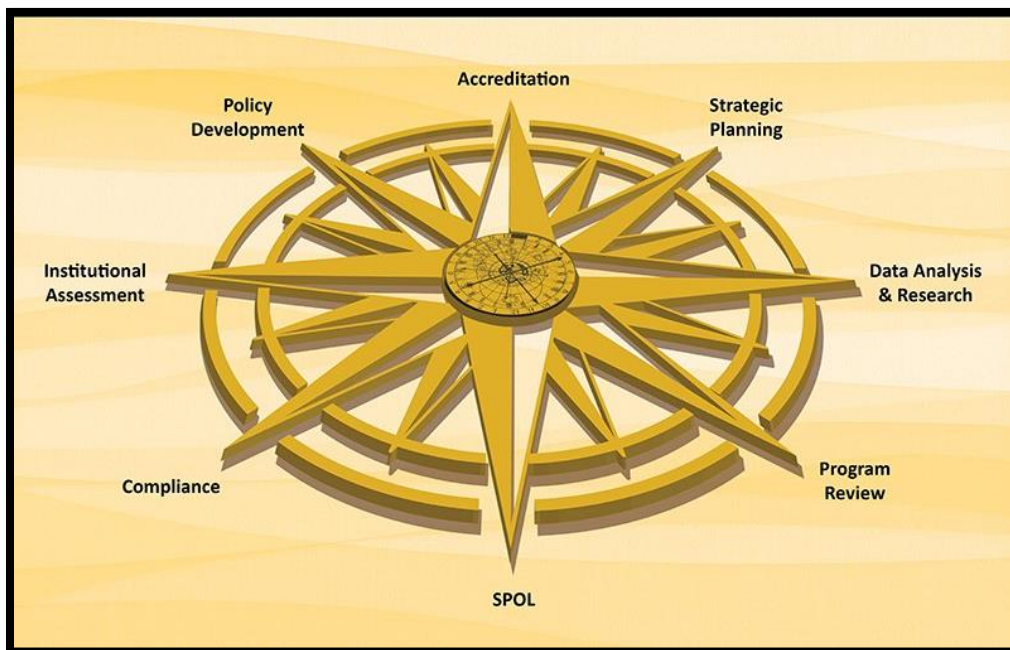 Accreditation
Policy
Development
Strategic
Planning
Institutional
Assessment
Data Analysis
& Research
Compliance
Program
Review
SPOL